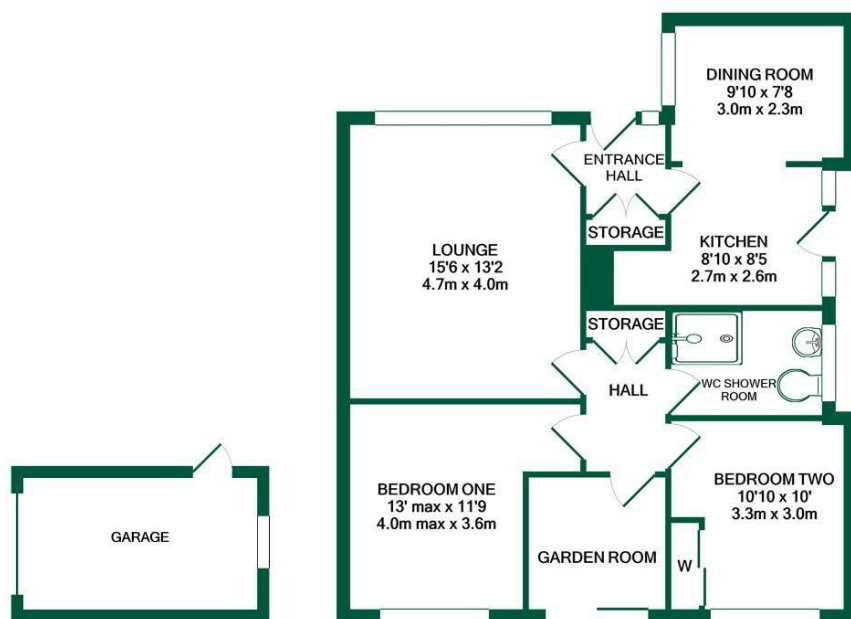 DINING ROOM
9'10 x 7'8
3.0m x 2.3m
ENTRANCE
HALL
STORAGE
LOUNGE
15'6 x 13'2
4.7m x 4.0m
KITCHEN
8'10 x 8'5
2.7m x 2.6m
STORAGE
HALL
WC SHOWER
ROOM
BEDROOM ONE
13' max x 11'9
4.0m max x 3.6m
BEDROOM TWO
10'10 x 10'
3.3m x 3.0m
GARDEN ROOM
W
GARAGE